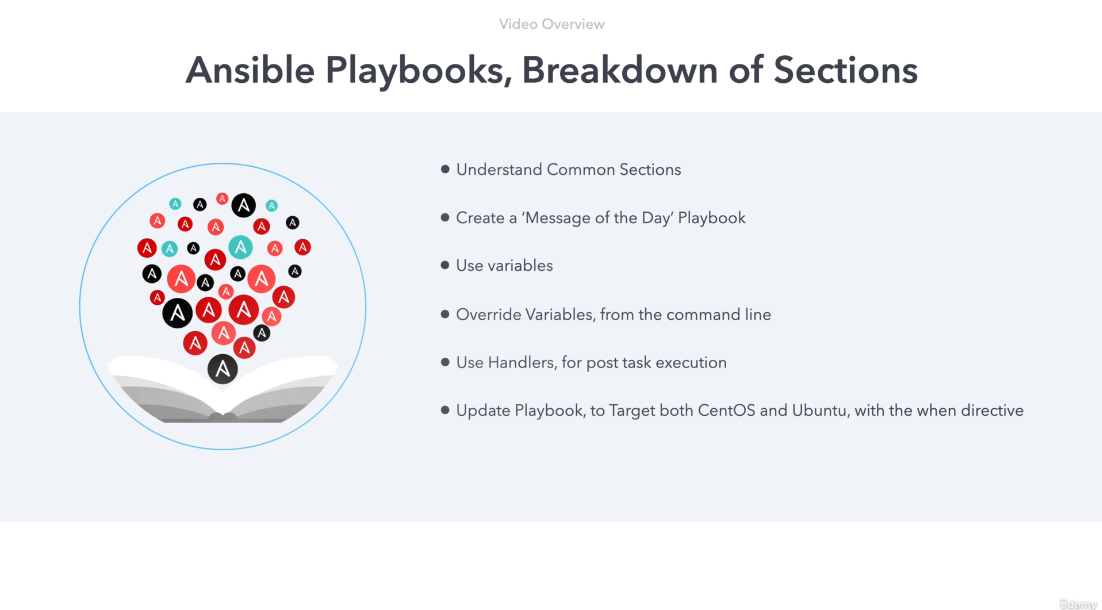 Video Overview
Ansible Playbooks, Breakdown of Sections
Understand Common Sections
Create a ‘Message of the Day’ Playbook
Use variables
Override Variables, from the command line
Use Handlers, for post task execution
Update Playbook, to Target both CentOS and Ubuntu, with the when directive
ûdemy